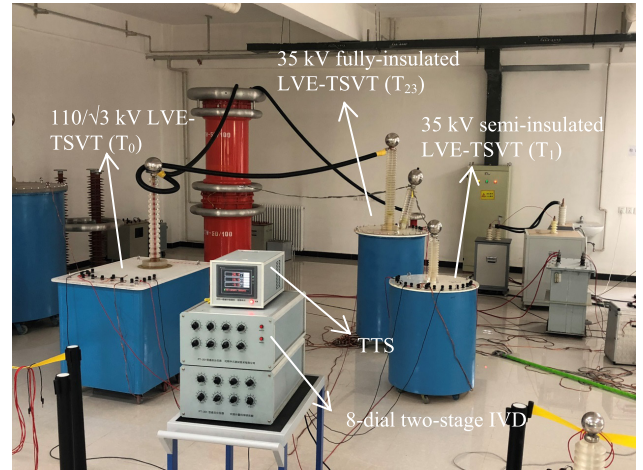 35 kV fully-insulated
LVE-TSVT (T23)
110/√3 kV LVE-
TSVT (T0)
35 kV semi-insulated
LVE-TSVT (T1)
TTS
8-dial two-stage IVD